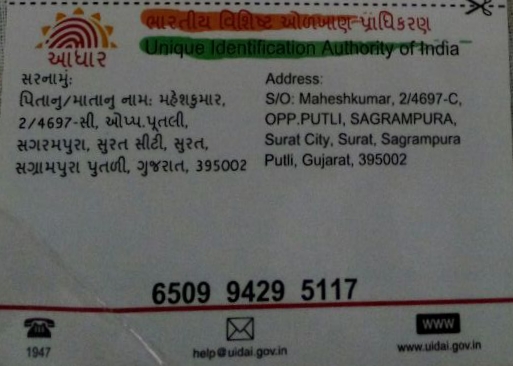 ભારતીય વિશિષ્ટ ઓળખાણ પ્રાધિકરણ
Unique Identification Authority of India
આધાર
સરનામું:
પિતાનુ/માતાનુ નામ: મહેશકુમાર,
2/4697-સી, ઓપ્પ.પૂતલી,
સગરમપુરા, સુરત સીટી, સુરત,
સગ્રામપુરા પુતળી, ગુજરાત, 395002
Address:
S/O: Maheshkumar, 2/4697-C,
OPP.PUTLI, SAGRAMPURA,
Surat City, Surat, Sagrampura
Putli, Gujarat, 395002
6509 9429 5117
1947
help@uidai.gov.in
WWW
www.uidai.gov.in